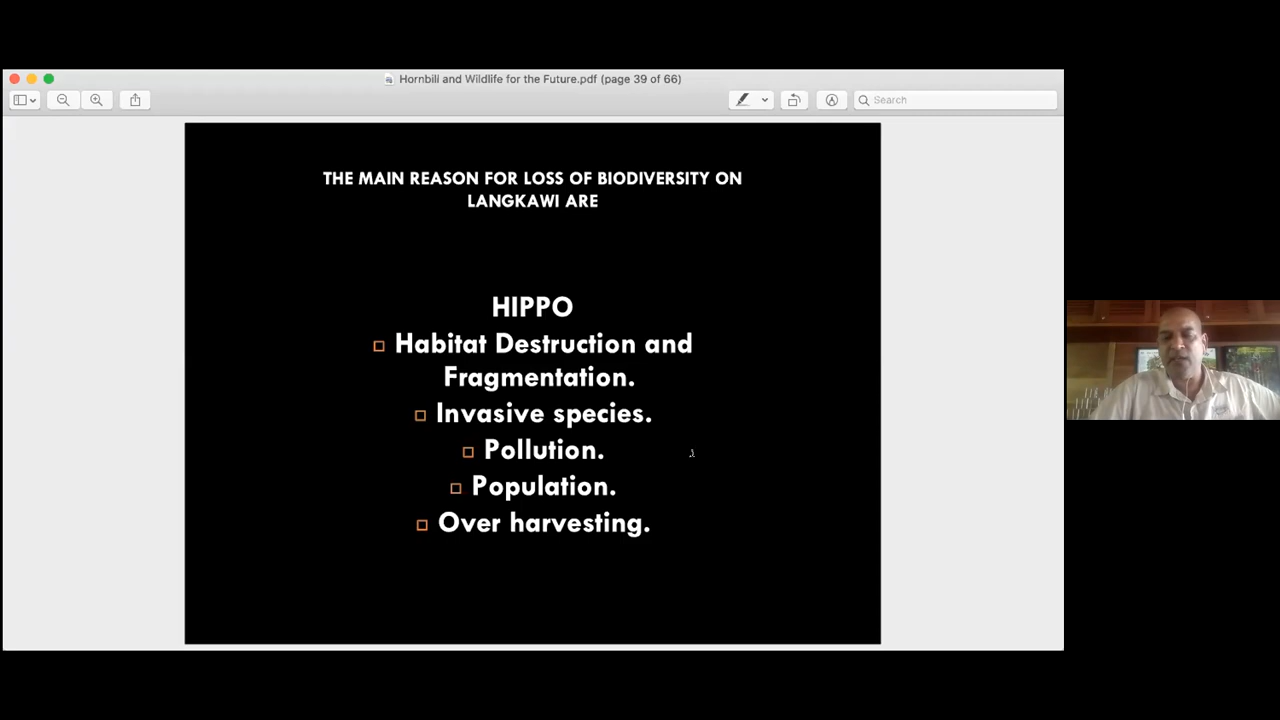 Hornbill and Wildlife for the Future.pdf (page 39 of 66)
Search
THE MAIN REASON FOR LOSS OF BIODIVERSITY ON
LANGKAWI ARE
HIPPO
Habitat Destruction and
Fragmentation.
Invasive species.
Pollution.
Population.
Over harvesting.